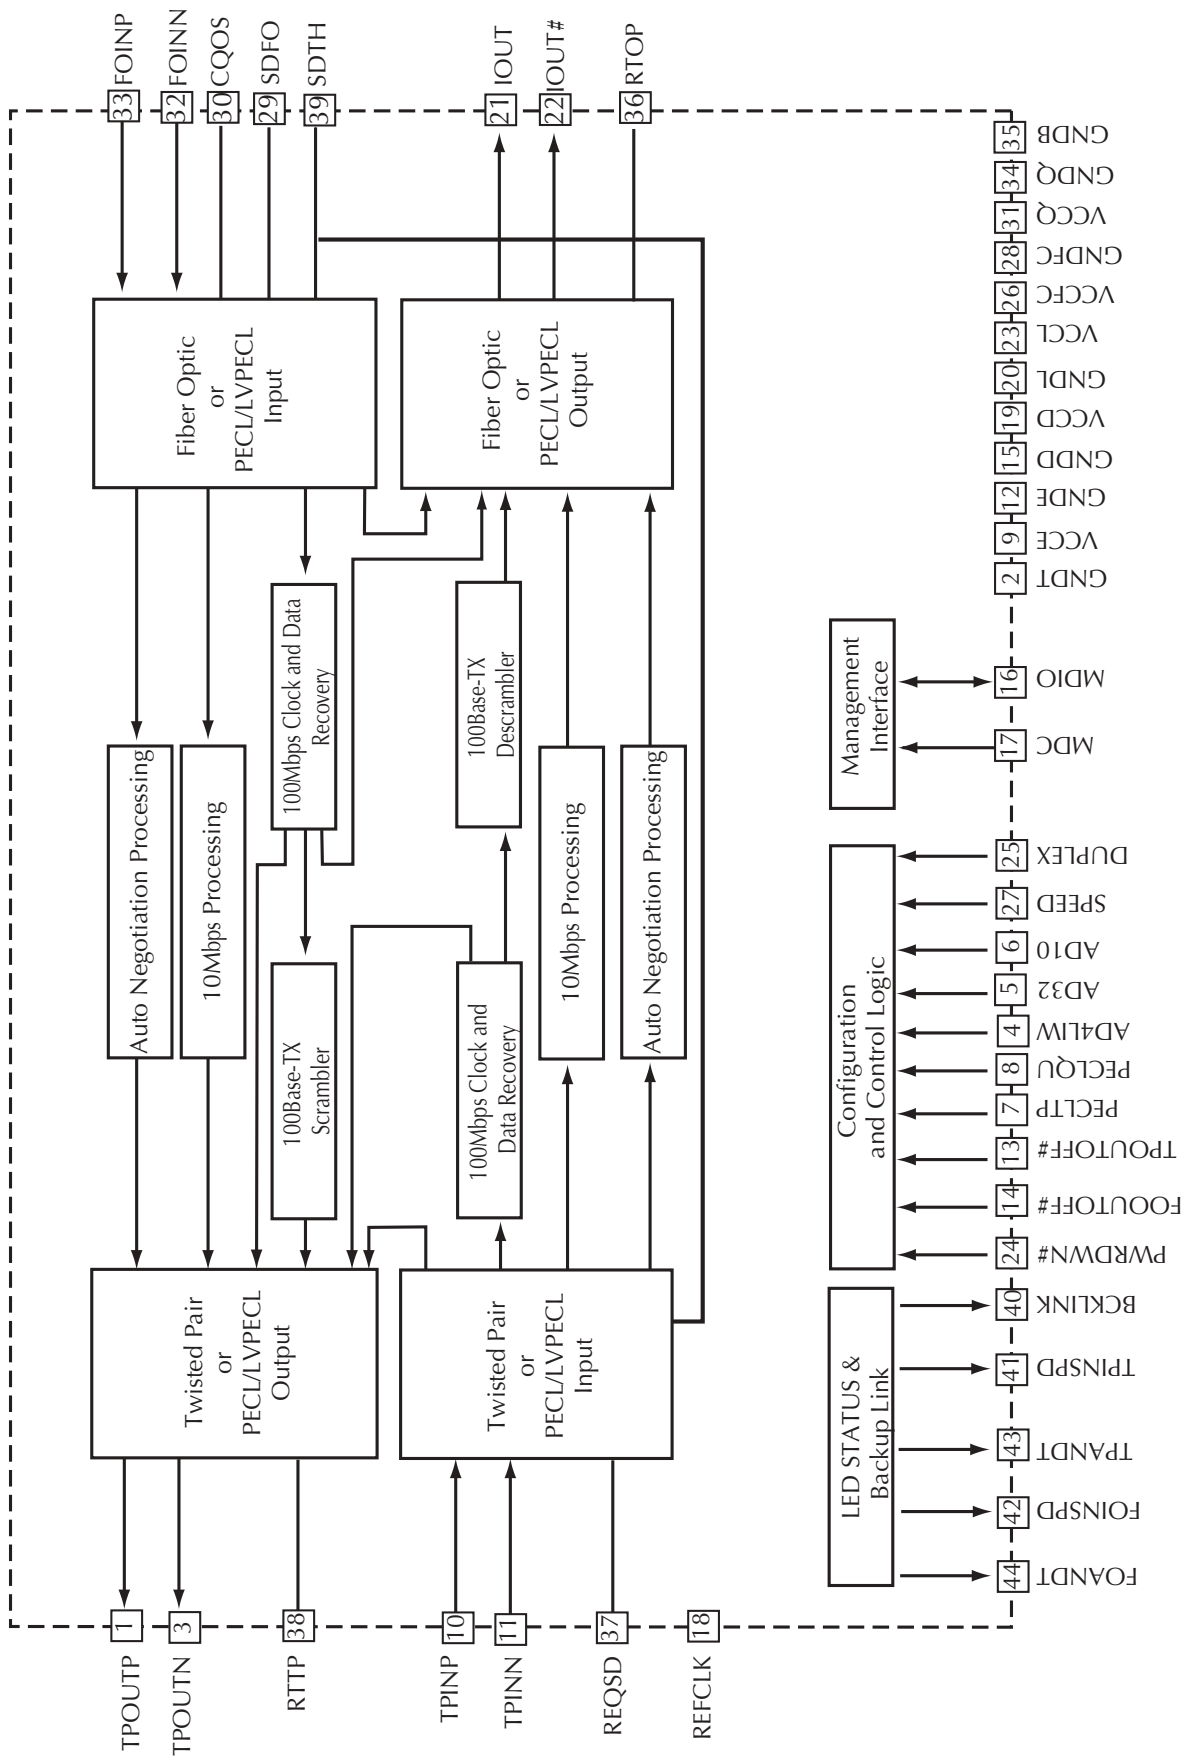 33 FOINP
32 FOINN
30 CQOS
29 SDFO
39 SDTH
21 IOUT
22 IOUT#
36 RTOP
Fiber Optic
or
PECL/LVPECL
Input
Fiber Optic
or
PECL/LVPECL
Output
Auto Negotiation Processing
10Mbps Processing
100Mbps Clock and Data
Recovery
100Base-TX
Scrambler
100Base-TX
Descrambler
100Mbps Clock and
Data Recovery
10Mbps Processing
Auto Negotiation Processing
Twisted Pair
or
PECL/LVPECL
Output
Twisted Pair
or
PECL/LVPECL
Input
TPOUTP 1
TPOUTN 3
RTTP 38
TPINP 10
TPINN 11
REQSD 37
REFCLK 18
Management
Interface
Configuration
and Control Logic
LED STATUS &
Backup Link
35 GNDB
34 GNDQ
31 VCCQ
28 GNDFC
26 VCCFC
23 VCCL
20 GNDL
19 VCCD
15 GNDD
12 GNDE
9 VCCE
2 GNDT
16 MDIO
17 MDC
25 DUPLEX
27 SPEED
6 AD10
5 AD32
4 AD4LIW
8 PECLQU
7 PECLTP
13 TPOUTOFF#
14 FOOUTOFF#
24 PWRDWN#
40 BCKLINK
41 TPINSPD
43 TPANDT
42 FOINSPD
44 FOANDT